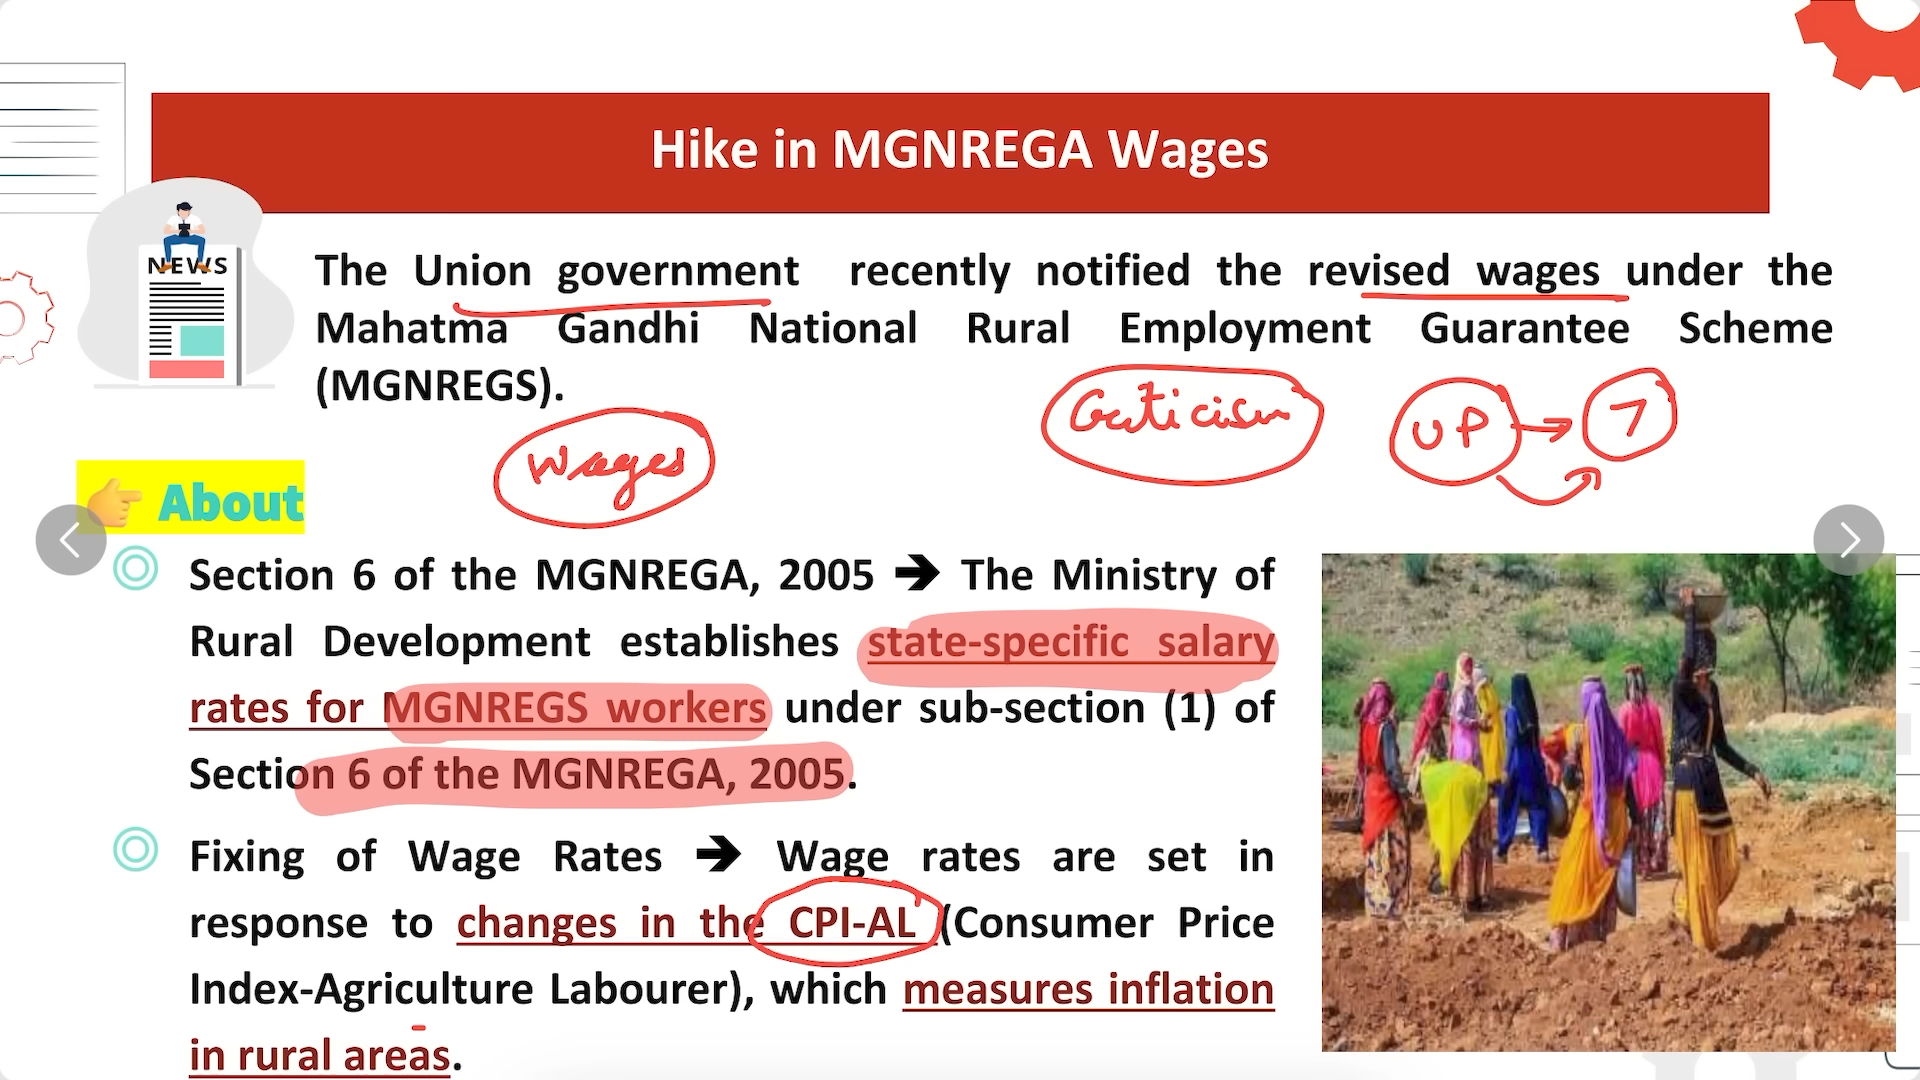 Hike in MGNREGA Wages
NEWS
The Union government recently notified the revised wages under the
Mahatma Gandhi National Rural Employment Guarantee Scheme
(MGNREGS).
Criticism
UP → 7
Wages
👉 About
Section 6 of the MGNREGA, 2005 ➔ The Ministry of
Rural Development establishes state-specific salary
rates for MGNREGS workers under sub-section (1) of
Section 6 of the MGNREGA, 2005.
Fixing of Wage Rates ➔ Wage rates are set in
response to changes in the CPI-AL (Consumer Price
Index-Agriculture Labourer), which measures inflation
in rural areas.